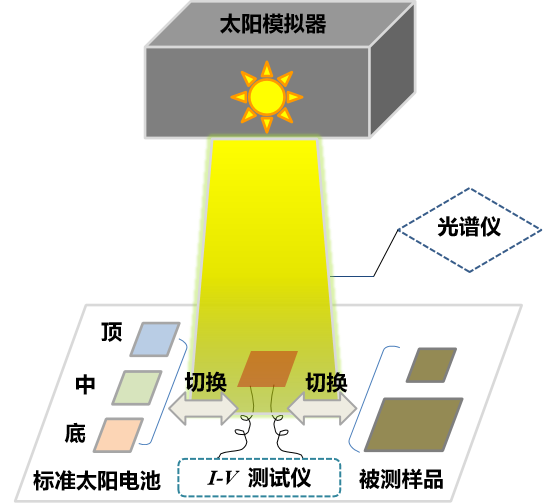 太阳模拟器
光谱仪
顶
中
底
切换
切换
标准太阳电池
I-V 测试仪
被测样品